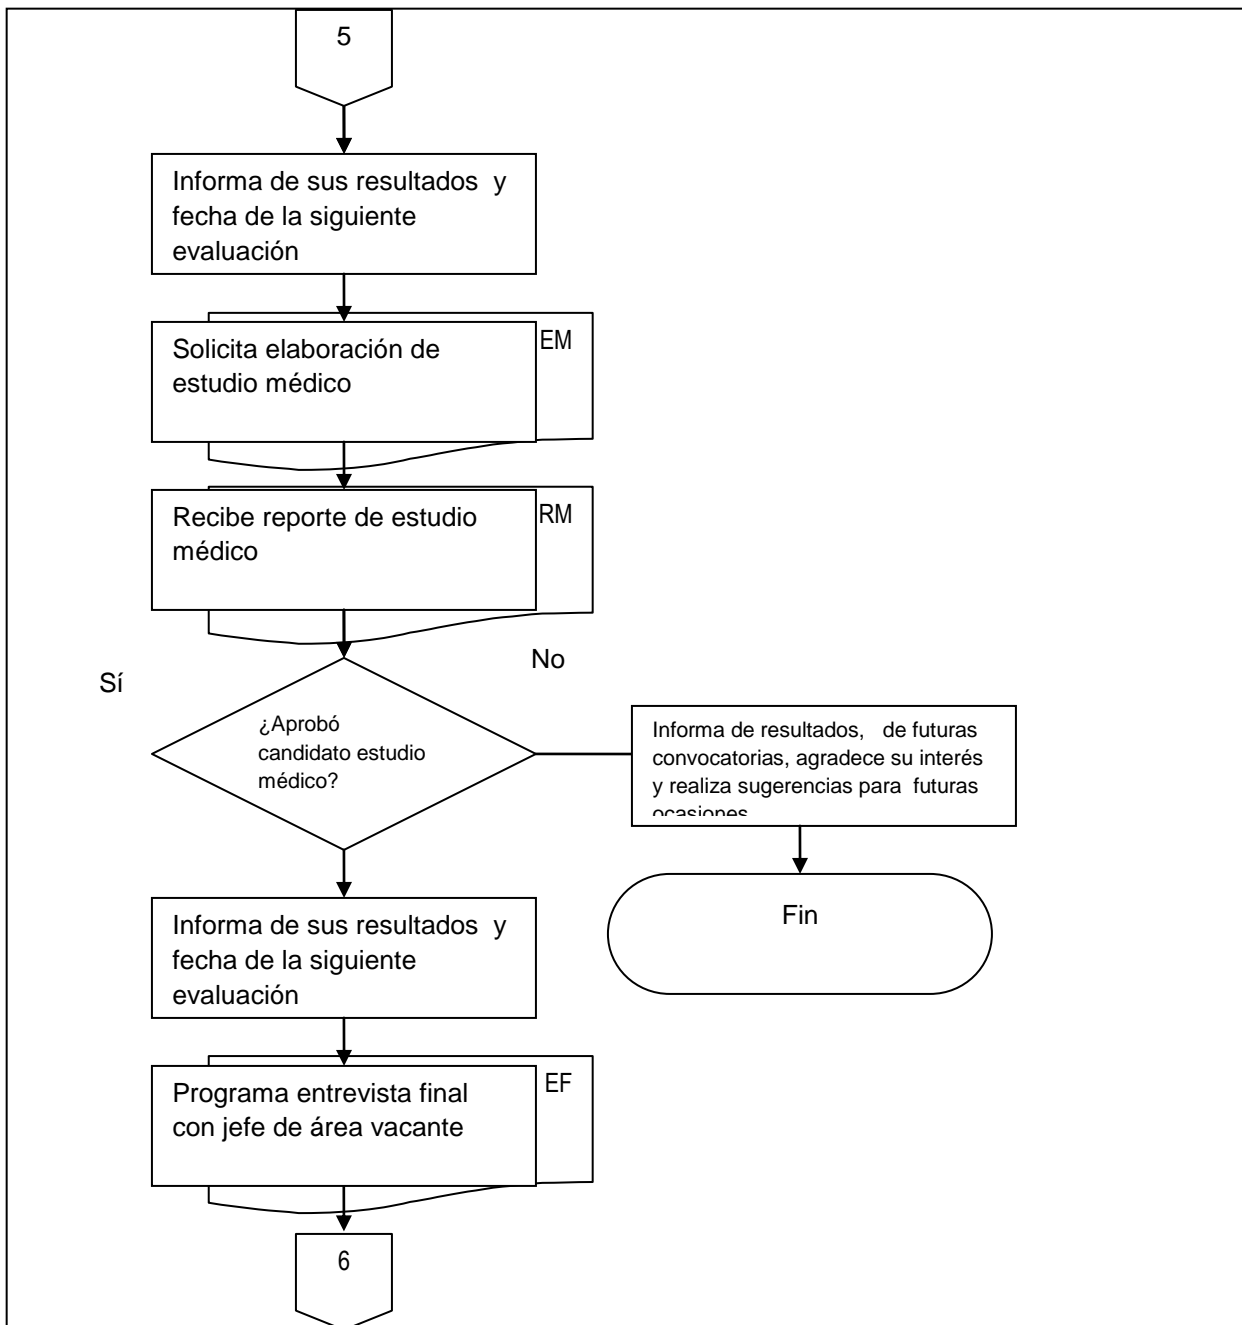 5
Informa de sus resultados y
fecha de la siguiente
evaluación
EM
Solicita elaboración de
estudio médico
RM
Recibe reporte de estudio
médico
No
Sí
¿Aprobó
candidato estudio
médico?
Informa de resultados, de futuras
convocatorias, agradece su interés
y realiza sugerencias para futuras
ocasiones
Fin
Informa de sus resultados y
fecha de la siguiente
evaluación
EF
Programa entrevista final
con jefe de área vacante
6